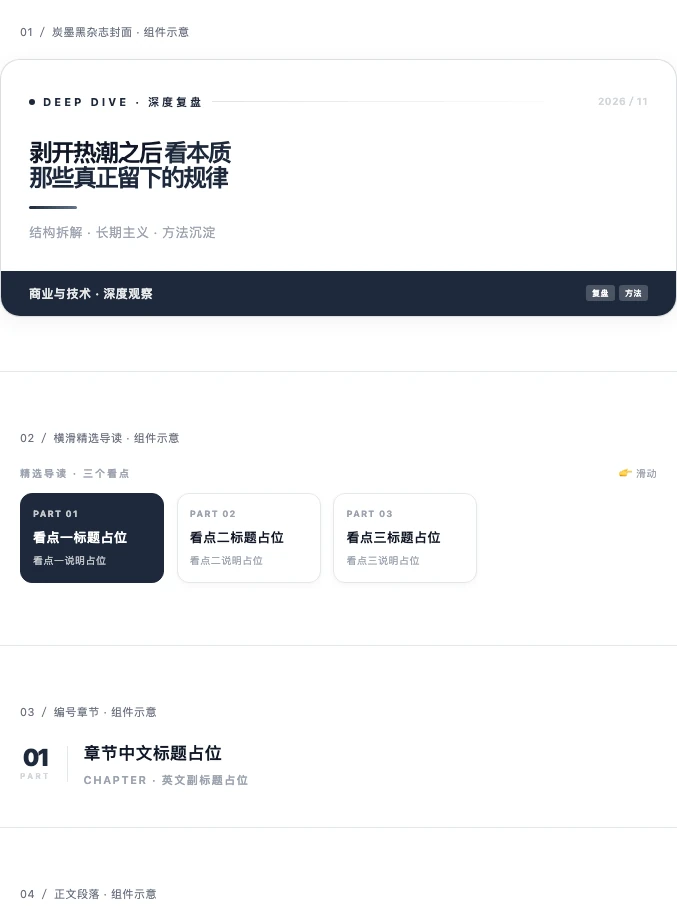 01 / 炭墨黑杂志封面 · 组件示意
DEEP DIVE · 深度复盘
2026 / 11
剥开热潮之后 看本质
那些真正留下的规律
结构拆解 · 长期主义 · 方法沉淀
商业与技术 · 深度观察
复盘 方法
02 / 横滑精选导读 · 组件示意
精选导读 · 三个看点
👉 滑动
PART 01
看点一标题占位
看点一说明占位
PART 02
看点二标题占位
看点二说明占位
PART 03
看点三标题占位
看点三说明占位
03 / 编号章节 · 组件示意
01
PART
章节中文标题占位
CHAPTER · 英文副标题占位
04 / 正文段落 · 组件示意